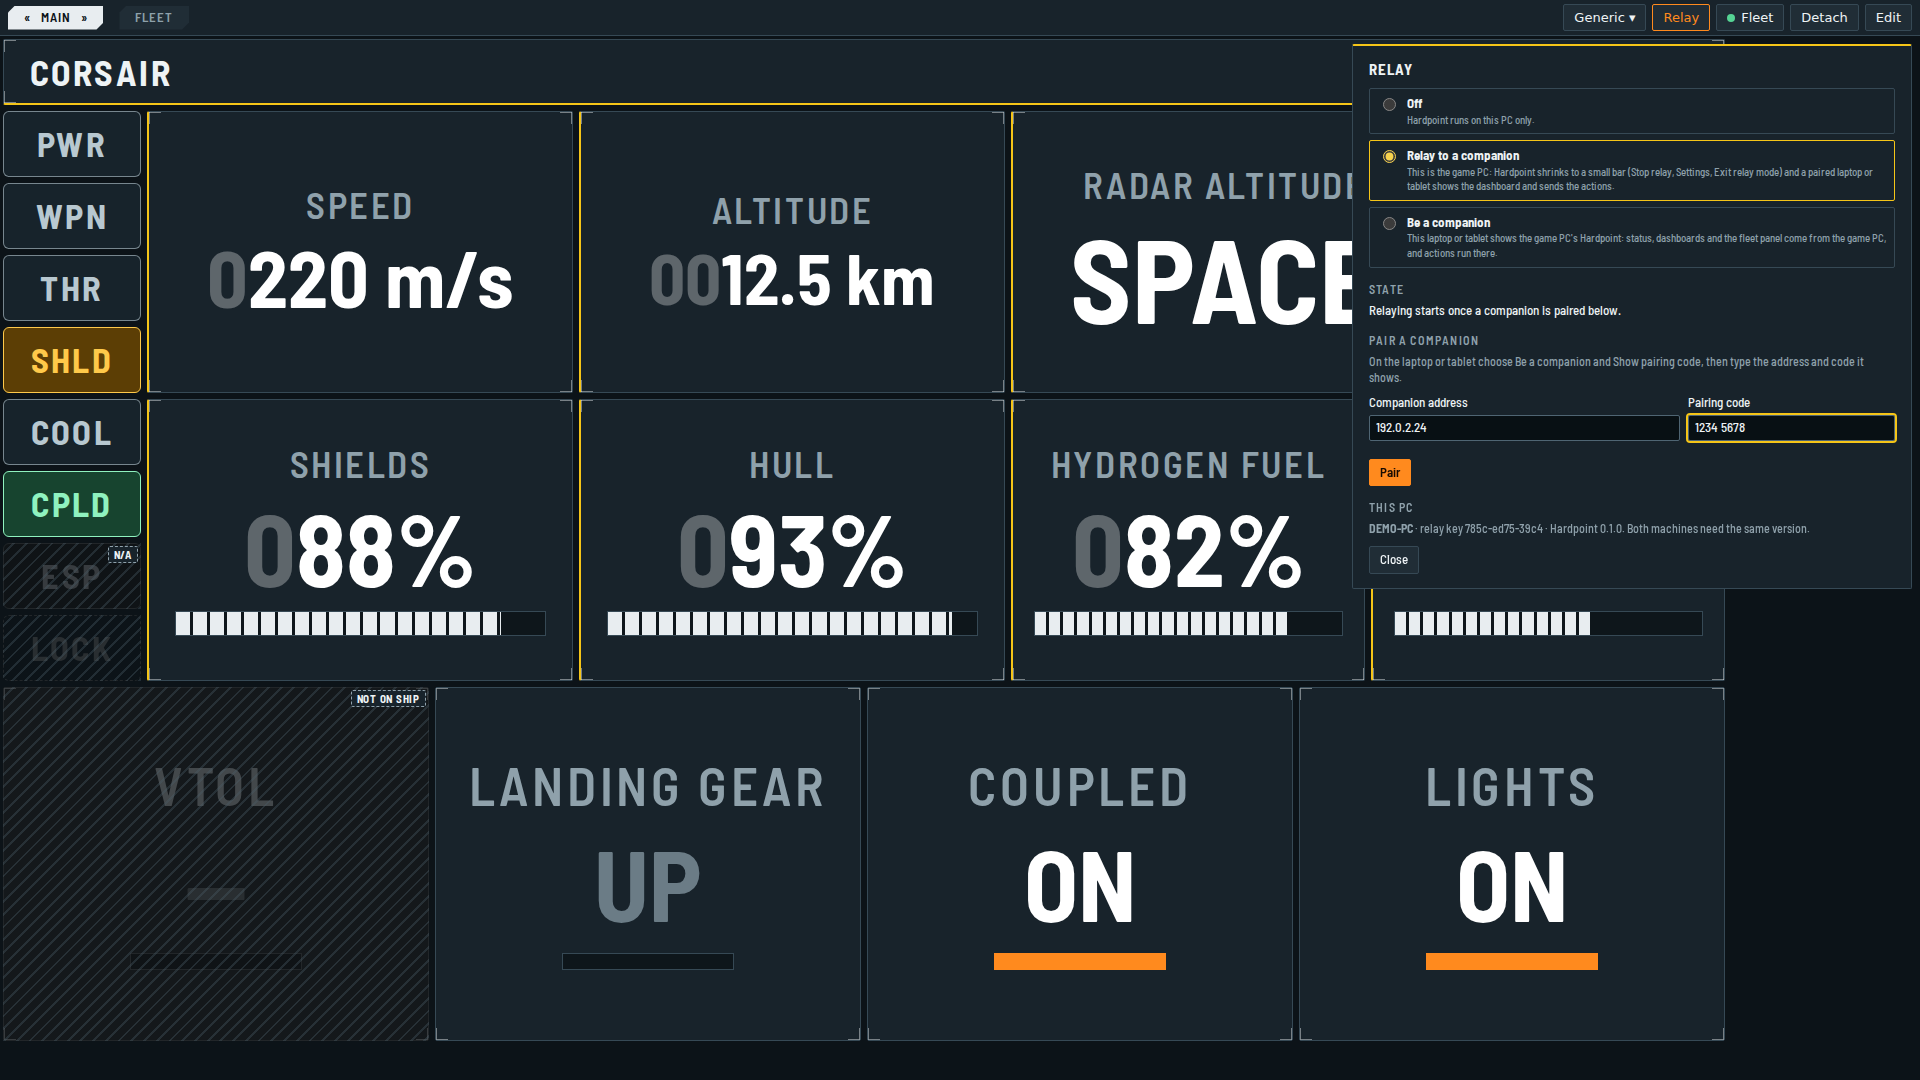 « MAIN »
FLEET
Generic ▾
Relay
Fleet
Detach
Edit
CORSAIR
PWR
WPN
THR
SHLD
COOL
CPLD
N/A
ESP
LOCK
SPEED
0220 m/s
ALTITUDE
0012.5 km
RADAR ALTITUDE
SPACE
SHIELDS
088%
HULL
093%
HYDROGEN FUEL
082%
NOT ON SHIP
VTOL
—
LANDING GEAR
UP
COUPLED
ON
LIGHTS
ON
RELAY
Off
Hardpoint runs on this PC only.
Relay to a companion
This is the game PC: Hardpoint shrinks to a small bar (Stop relay, Settings, Exit relay mode) and a paired laptop or
tablet shows the dashboard and sends the actions.
Be a companion
This laptop or tablet shows the game PC's Hardpoint: status, dashboards and the fleet panel come from the game PC,
and actions run there.
STATE
Relaying starts once a companion is paired below.
PAIR A COMPANION
On the laptop or tablet choose Be a companion and Show pairing code, then type the address and code it
shows.
Companion address
Pairing code
192.0.2.24
1234 5678
Pair
THIS PC
DEMO-PC · relay key 785c-ed75-39c4 · Hardpoint 0.1.0. Both machines need the same version.
Close